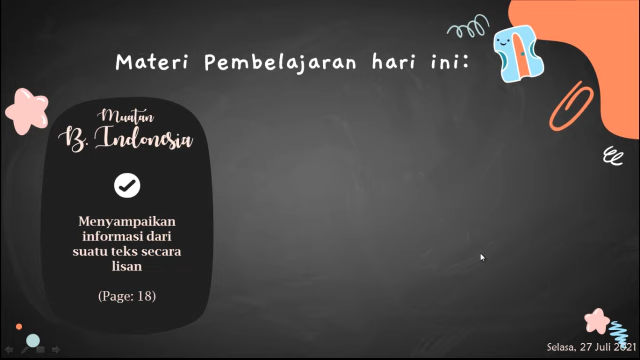 Materi Pembelajaran hari ini:
Muatan
B. Indonesia
Menyampaikan
informasi dari
suatu teks secara
lisan
(Page: 18)
Selasa, 27 Juli 2021